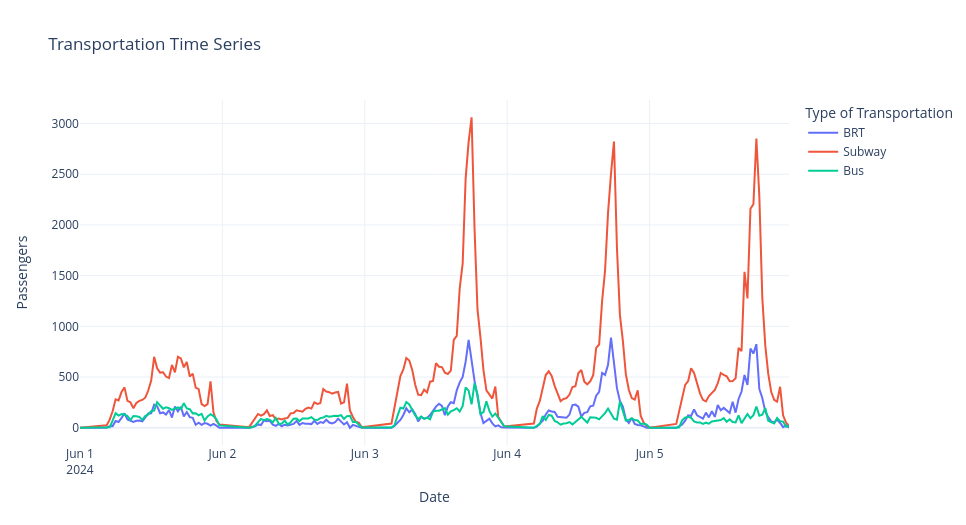 Transportation Time Series
Type of Transportation
BRT
Subway
Bus
Passengers
3000
2500
2000
1500
1000
500
0
Jun 1
2024
Jun 2
Jun 3
Jun 4
Jun 5
Date